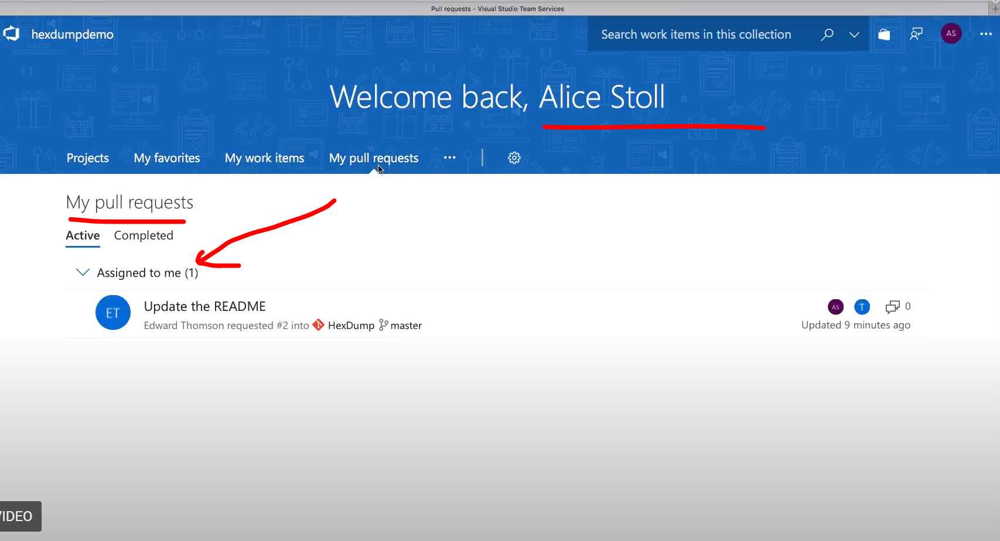 Pull requests - Visual Studio Team Services
hexdumpdemo
Search work items in this collection
AS
Welcome back, Alice Stoll
Projects
My favorites
My work items
My pull requests
My pull requests
Active
Completed
Assigned to me (1)
ET
Update the README
AS
T
0
Edward Thomson requested #2 into HexDump master
Updated 9 minutes ago
VIDEO